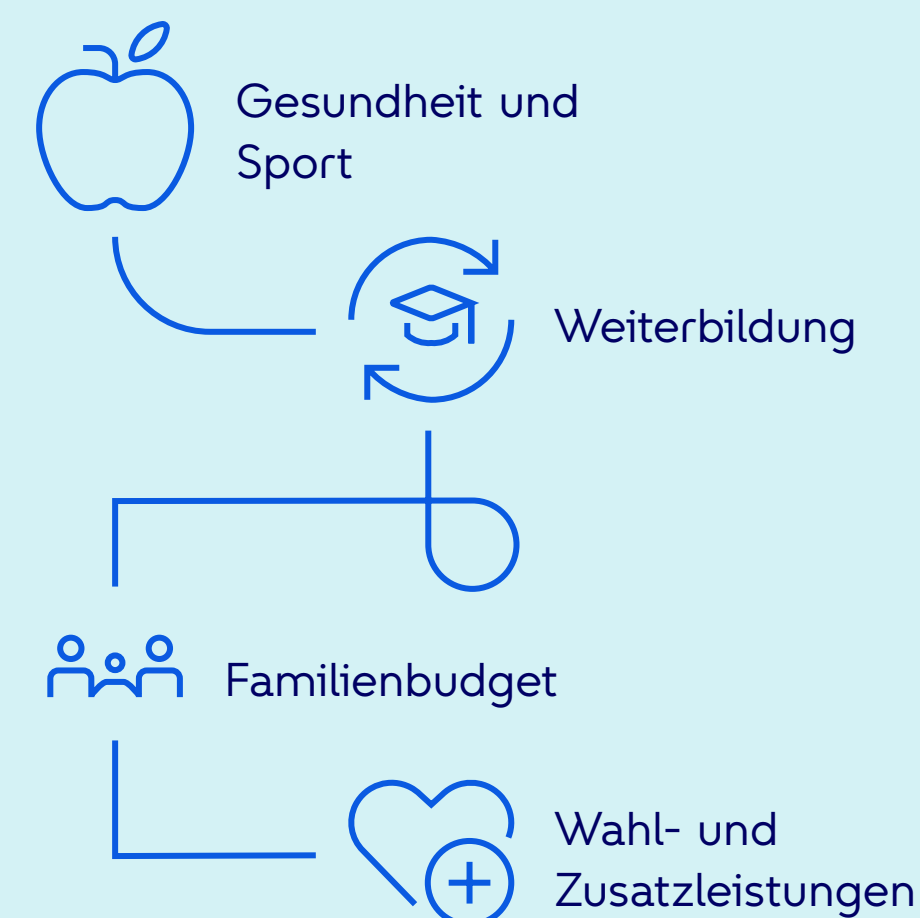 Gesundheit und
Sport
Weiterbildung
Familienbudget
Wahl- und
Zusatzleistungen